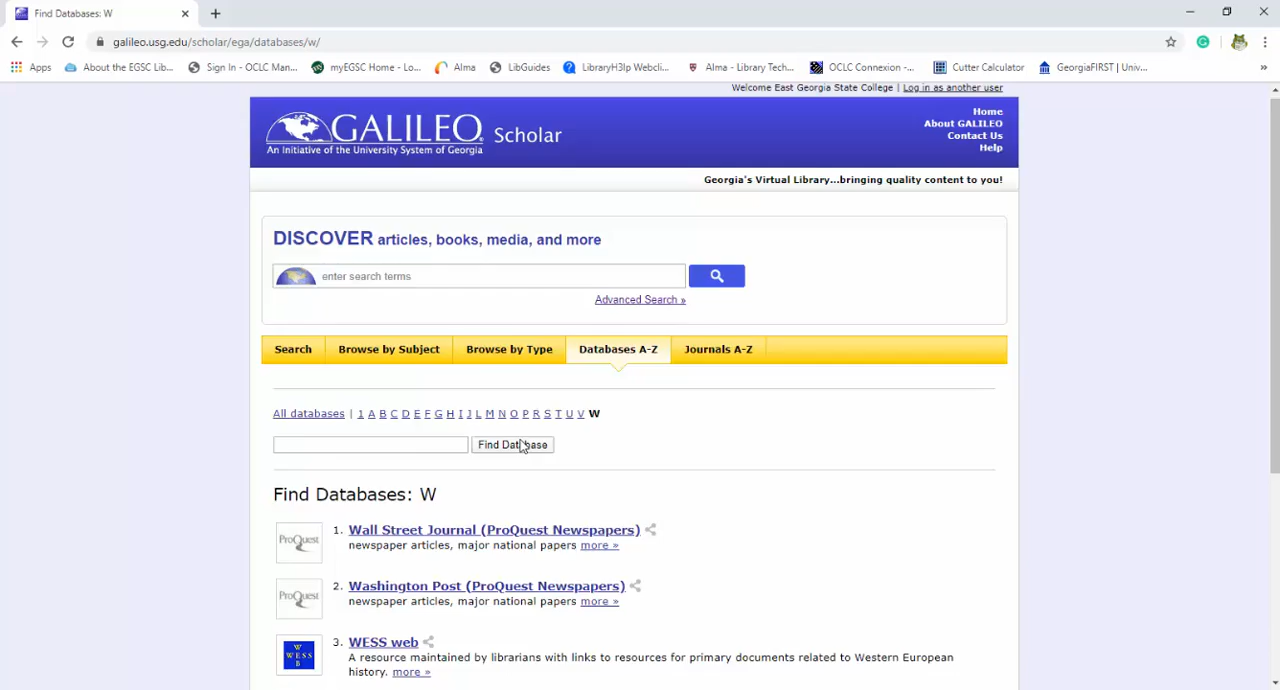 Find Databases: W
galileo.usg.edu/scholar/ega/databases/w/
Apps About the EGSC Lib... Sign In - OCLC Man... myEGSC Home - Lo... Alma LibGuides LibraryH3lp Webcli... Alma - Library Tech... OCLC Connexion -... Cutter Calculator GeorgiaFIRST | Univ... »
Welcome East Georgia State College | Log in as another user
GALILEO Scholar
An Initiative of the University System of Georgia
Home
About GALILEO
Contact Us
Help
Georgia's Virtual Library...bringing quality content to you!
DISCOVER articles, books, media, and more
enter search terms
Advanced Search »
Search Browse by Subject Browse by Type Databases A-Z Journals A-Z
All databases | 1 A B C D E F G H I J L M N O P R S T U V W
Find Database
Find Databases: W
ProQuest
1. Wall Street Journal (ProQuest Newspapers)
newspaper articles, major national papers more »
ProQuest
2. Washington Post (ProQuest Newspapers)
newspaper articles, major national papers more »
W
WESS
B
3. WESS web
A resource maintained by librarians with links to resources for primary documents related to Western European
history. more »